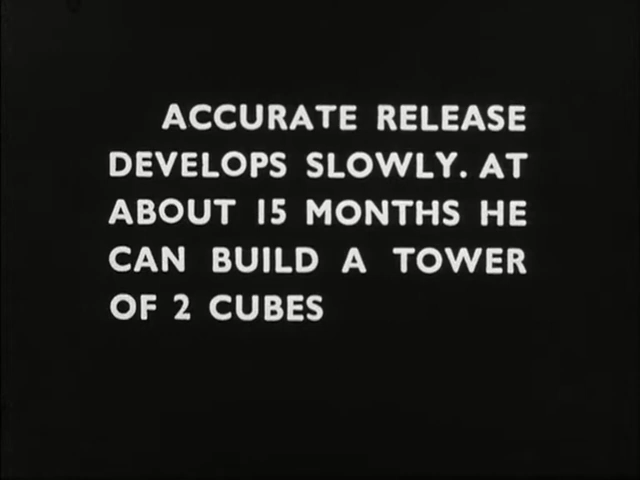 ACCURATE RELEASE
DEVELOPS SLOWLY. AT
ABOUT 15 MONTHS HE
CAN BUILD A TOWER
OF 2 CUBES